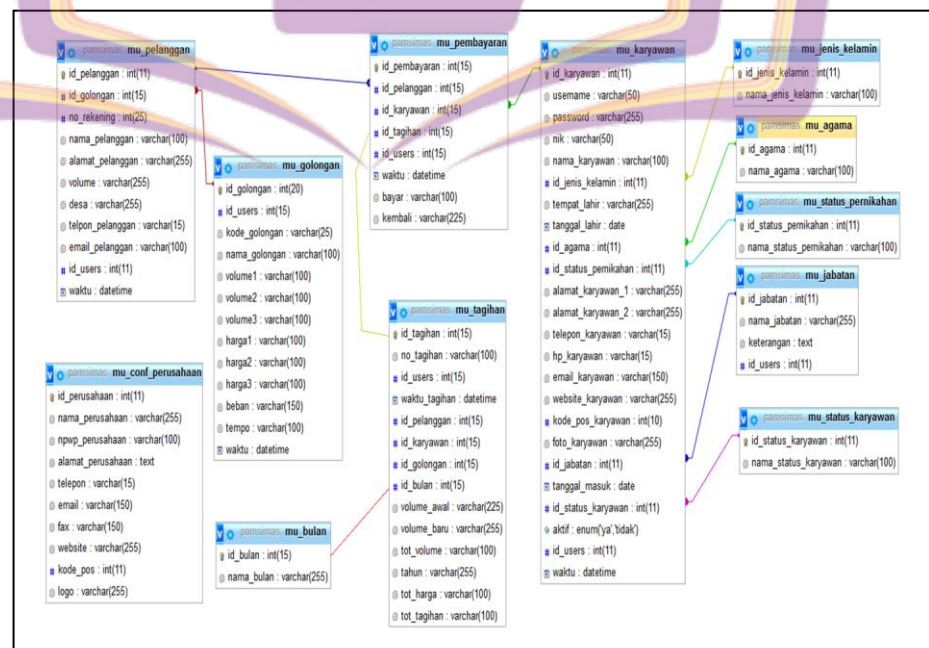 pamsimas mu_pelanggan
id_pelanggan : int(11)
id_golongan : int(15)
no_rekening : int(25)
nama_pelanggan : varchar(100)
alamat_pelanggan : varchar(255)
volume : varchar(255)
desa : varchar(255)
telpon_pelanggan : varchar(15)
email_pelanggan : varchar(100)
id_users : int(11)
waktu : datetime
pamsimas mu_golongan
id_golongan : int(20)
id_users : int(15)
kode_golongan : varchar(25)
nama_golongan : varchar(100)
volume1 : varchar(100)
volume2 : varchar(100)
volume3 : varchar(100)
harga1 : varchar(100)
harga2 : varchar(100)
harga3 : varchar(100)
beban : varchar(150)
tempo : varchar(100)
waktu : datetime
pamsimas mu_conf_perusahaan
id_perusahaan : int(11)
nama_perusahaan : varchar(255)
npwp_perusahaan : varchar(100)
alamat_perusahaan : text
telepon : varchar(15)
email : varchar(150)
fax : varchar(150)
website : varchar(255)
kode_pos : int(11)
logo : varchar(255)
pamsimas mu_bulan
id_bulan : int(15)
nama_bulan : varchar(255)
pamsimas mu_pembayaran
id_pembayaran : int(15)
id_pelanggan : int(15)
id_karyawan : int(15)
id_tagihan : int(15)
id_users : int(15)
waktu : datetime
bayar : varchar(100)
kembali : varchar(225)
pamsimas mu_tagihan
id_tagihan : int(15)
no_tagihan : varchar(100)
id_users : int(15)
waktu_tagihan : datetime
id_pelanggan : int(15)
id_karyawan : int(15)
id_golongan : int(15)
id_bulan : int(15)
volume_awal : varchar(225)
volume_baru : varchar(255)
tot_volume : varchar(100)
tahun : varchar(255)
tot_harga : varchar(100)
tot_tagihan : varchar(100)
pamsimas mu_karyawan
id_karyawan : int(11)
username : varchar(50)
password : varchar(255)
nik : varchar(50)
nama_karyawan : varchar(100)
id_jenis_kelamin : int(11)
tempat_lahir : varchar(255)
tanggal_lahir : date
id_agama : int(11)
id_status_pernikahan : int(11)
alamat_karyawan_1 : varchar(255)
alamat_karyawan_2 : varchar(255)
telepon_karyawan : varchar(15)
hp_karyawan : varchar(15)
email_karyawan : varchar(150)
website_karyawan : varchar(255)
kode_pos_karyawan : int(10)
foto_karyawan : varchar(255)
id_jabatan : int(11)
tanggal_masuk : date
id_status_karyawan : int(11)
aktif : enum('ya','tidak')
id_users : int(11)
waktu : datetime
pamsimas mu_jenis_kelamin
id_jenis_kelamin : int(11)
nama_jenis_kelamin : varchar(100)
pamsimas mu_agama
id_agama : int(11)
nama_agama : varchar(100)
pamsimas mu_status_pernikahan
id_status_pernikahan : int(11)
nama_status_pernikahan : varchar(100)
pamsimas mu_jabatan
id_jabatan : int(11)
nama_jabatan : varchar(255)
keterangan : text
id_users : int(11)
pamsimas mu_status_karyawan
id_status_karyawan : int(11)
nama_status_karyawan : varchar(100)